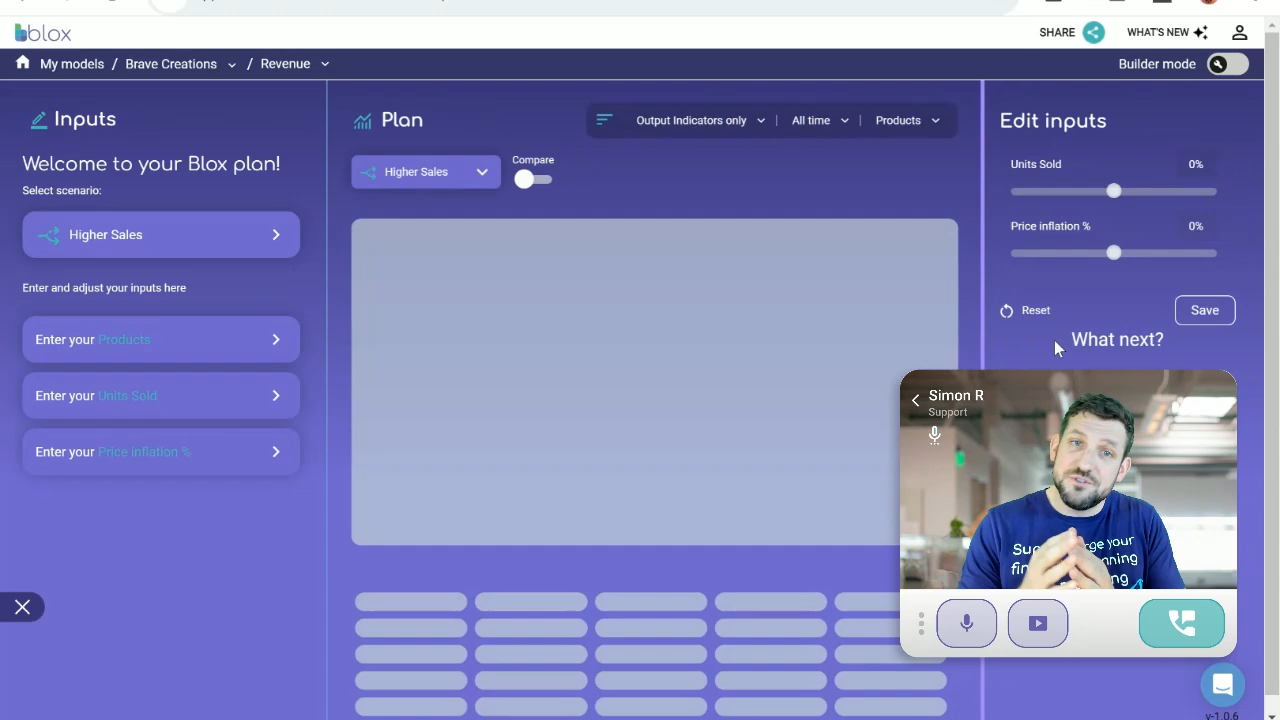 blox
SHARE
WHAT'S NEW
My models / Brave Creations / Revenue
Builder mode
Inputs
Welcome to your Blox plan!
Select scenario:
Higher Sales
Enter and adjust your inputs here
Enter your Products
Enter your Units Sold
Enter your Price inflation %
Plan
Output Indicators only
All time
Products
Higher Sales
Compare
Edit inputs
Units Sold 0%
Price inflation % 0%
Reset
Save
What next?
Simon R
Support
v-1.0.6